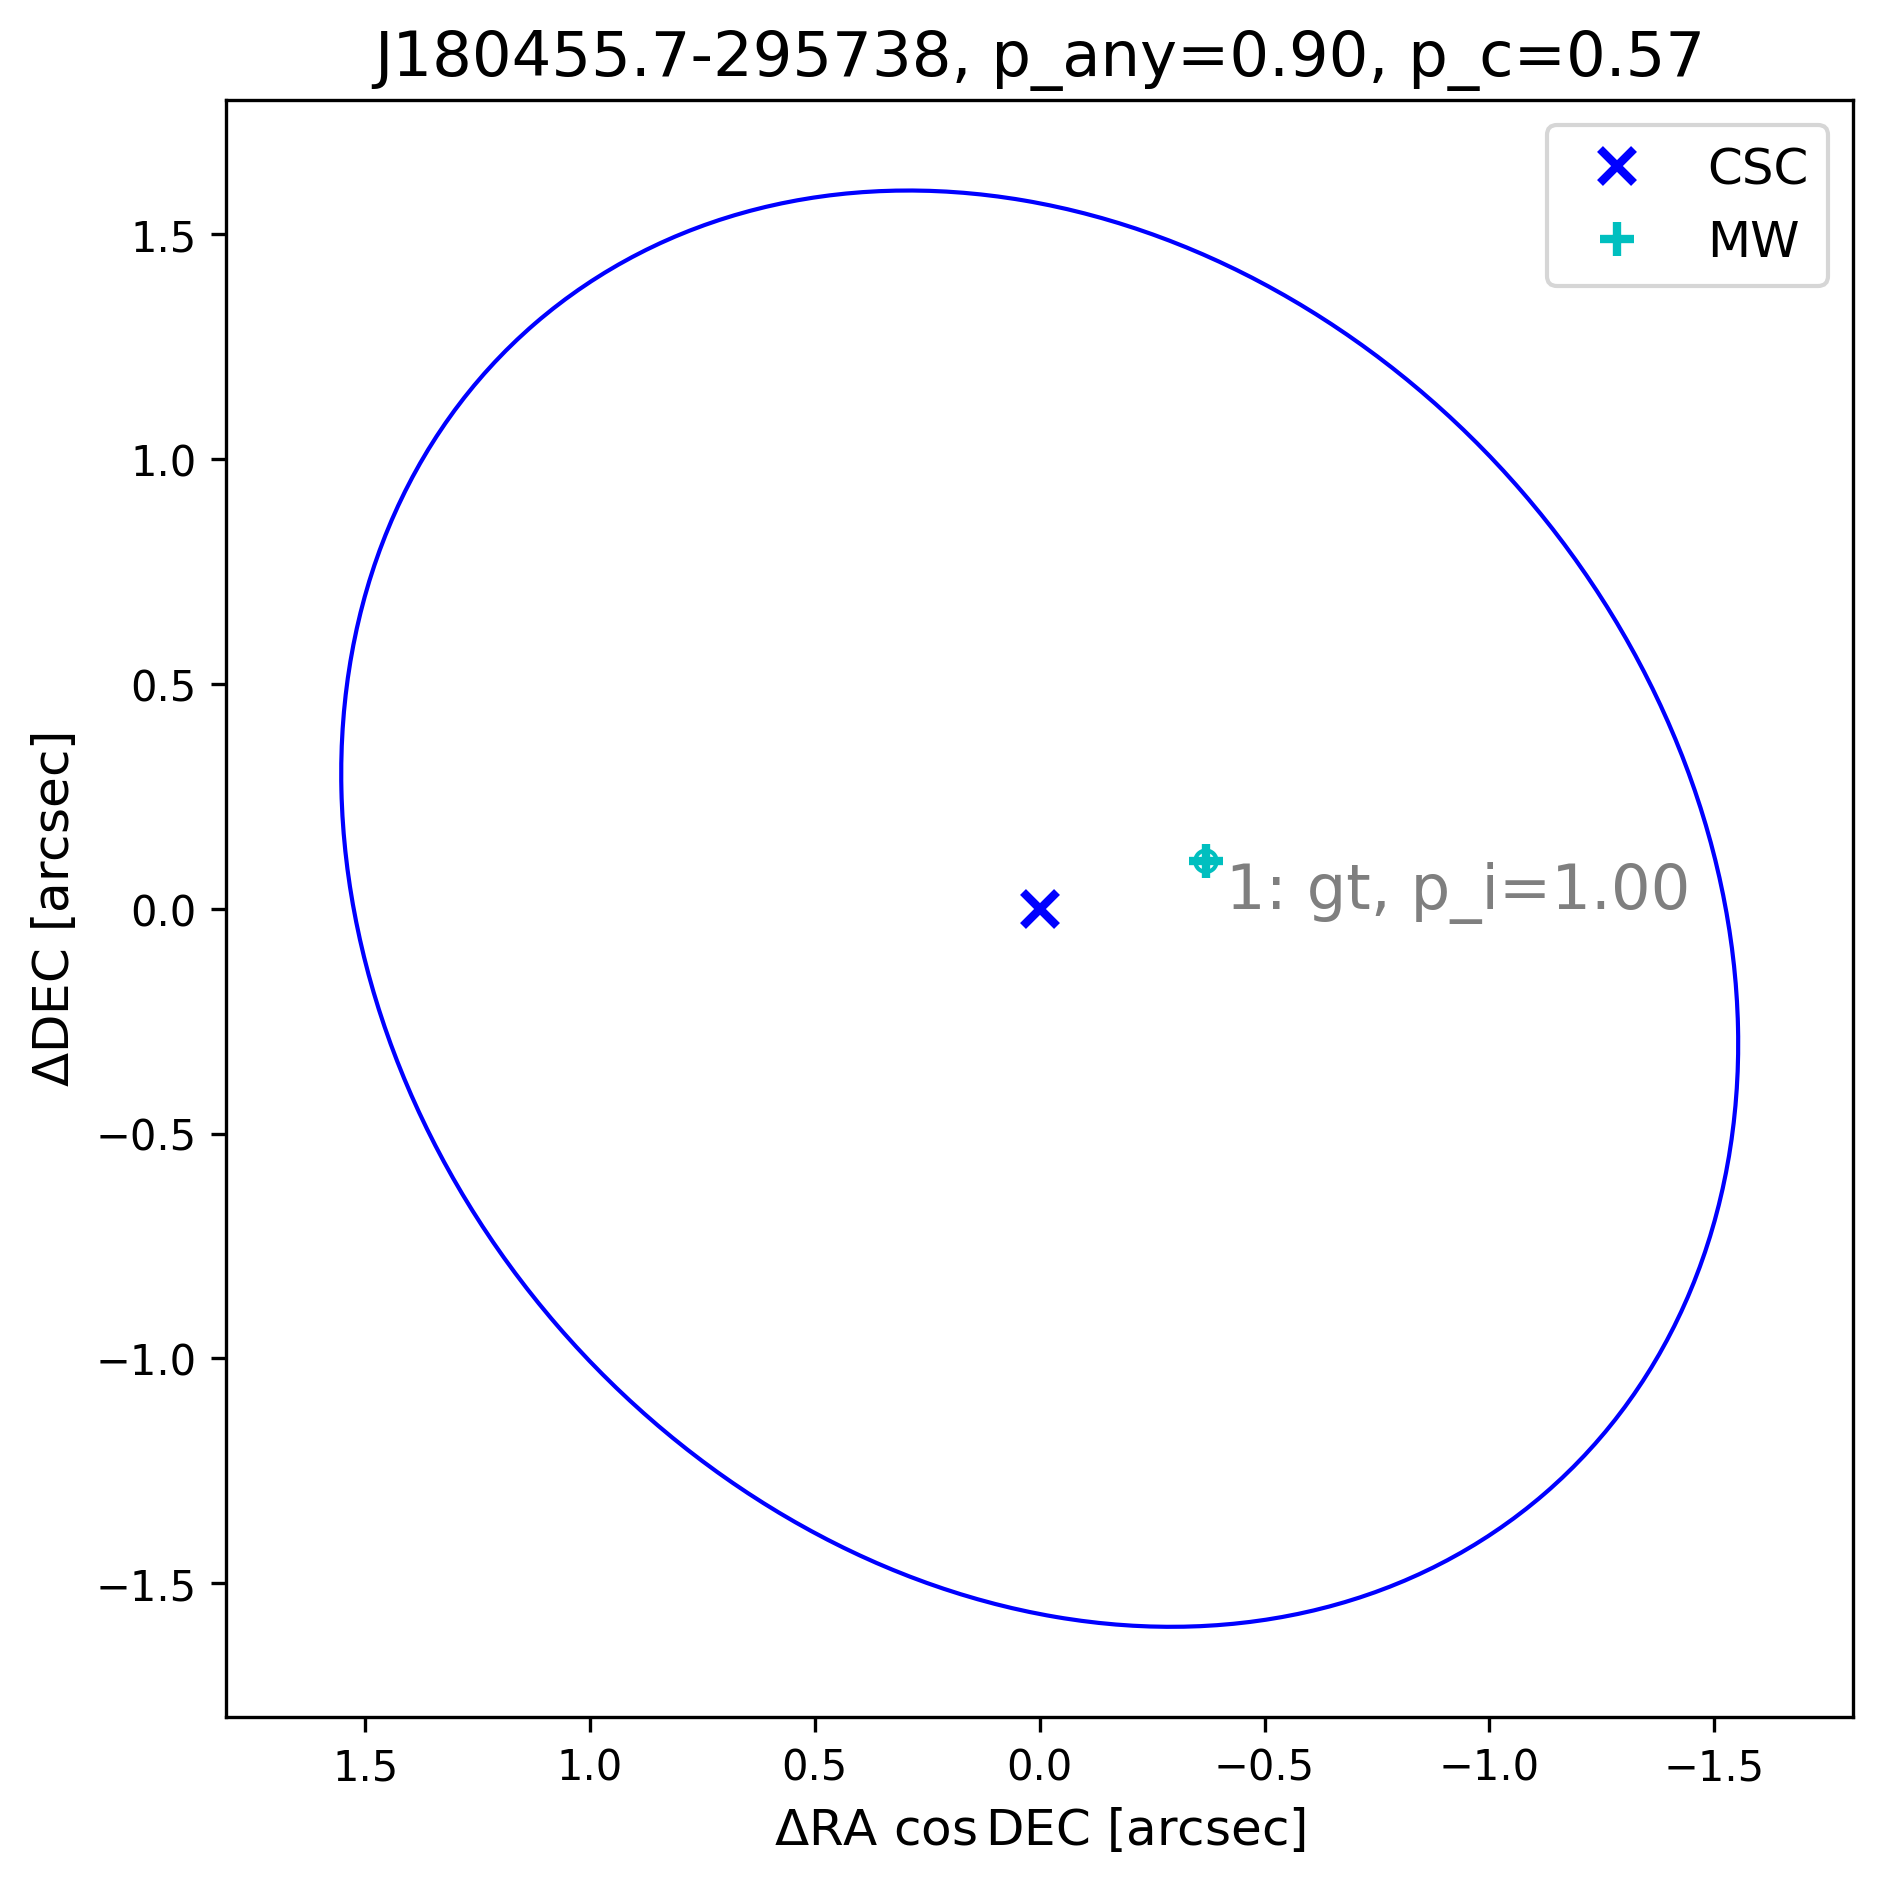 J180455.7-295738, p_any=0.90, p_c=0.57
CSC
MW
1.5
1.0
0.5
0.0
−0.5
−1.0
−1.5
ΔDEC [arcsec]
1: gt, p_i=1.00
1.5 1.0 0.5 0.0 −0.5 −1.0 −1.5
ΔRA cos DEC [arcsec]